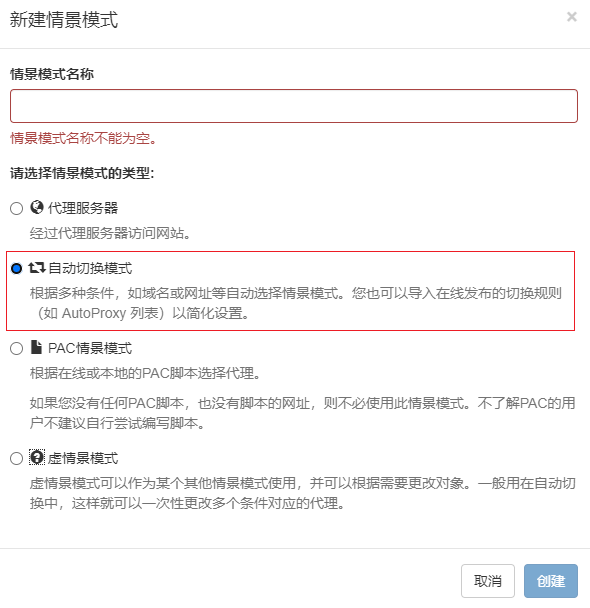 新建情景模式
×
情景模式名称
情景模式名称不能为空。
请选择情景模式的类型:
代理服务器
经过代理服务器访问网站。
自动切换模式
根据多种条件，如域名或网址等自动选择情景模式。您也可以导入在线发布的切换规则
（如 AutoProxy 列表）以简化设置。
PAC情景模式
根据在线或本地的PAC脚本选择代理。
如果您没有任何PAC脚本，也没有脚本的网址，则不必使用此情景模式。不了解PAC的用
户不建议自行尝试编写脚本。
虚情景模式
虚情景模式可以作为某个其他情景模式使用，并可以根据需要更改对象。一般用在自动切
换中，这样就可以一次性更改多个条件对应的代理。
取消
创建